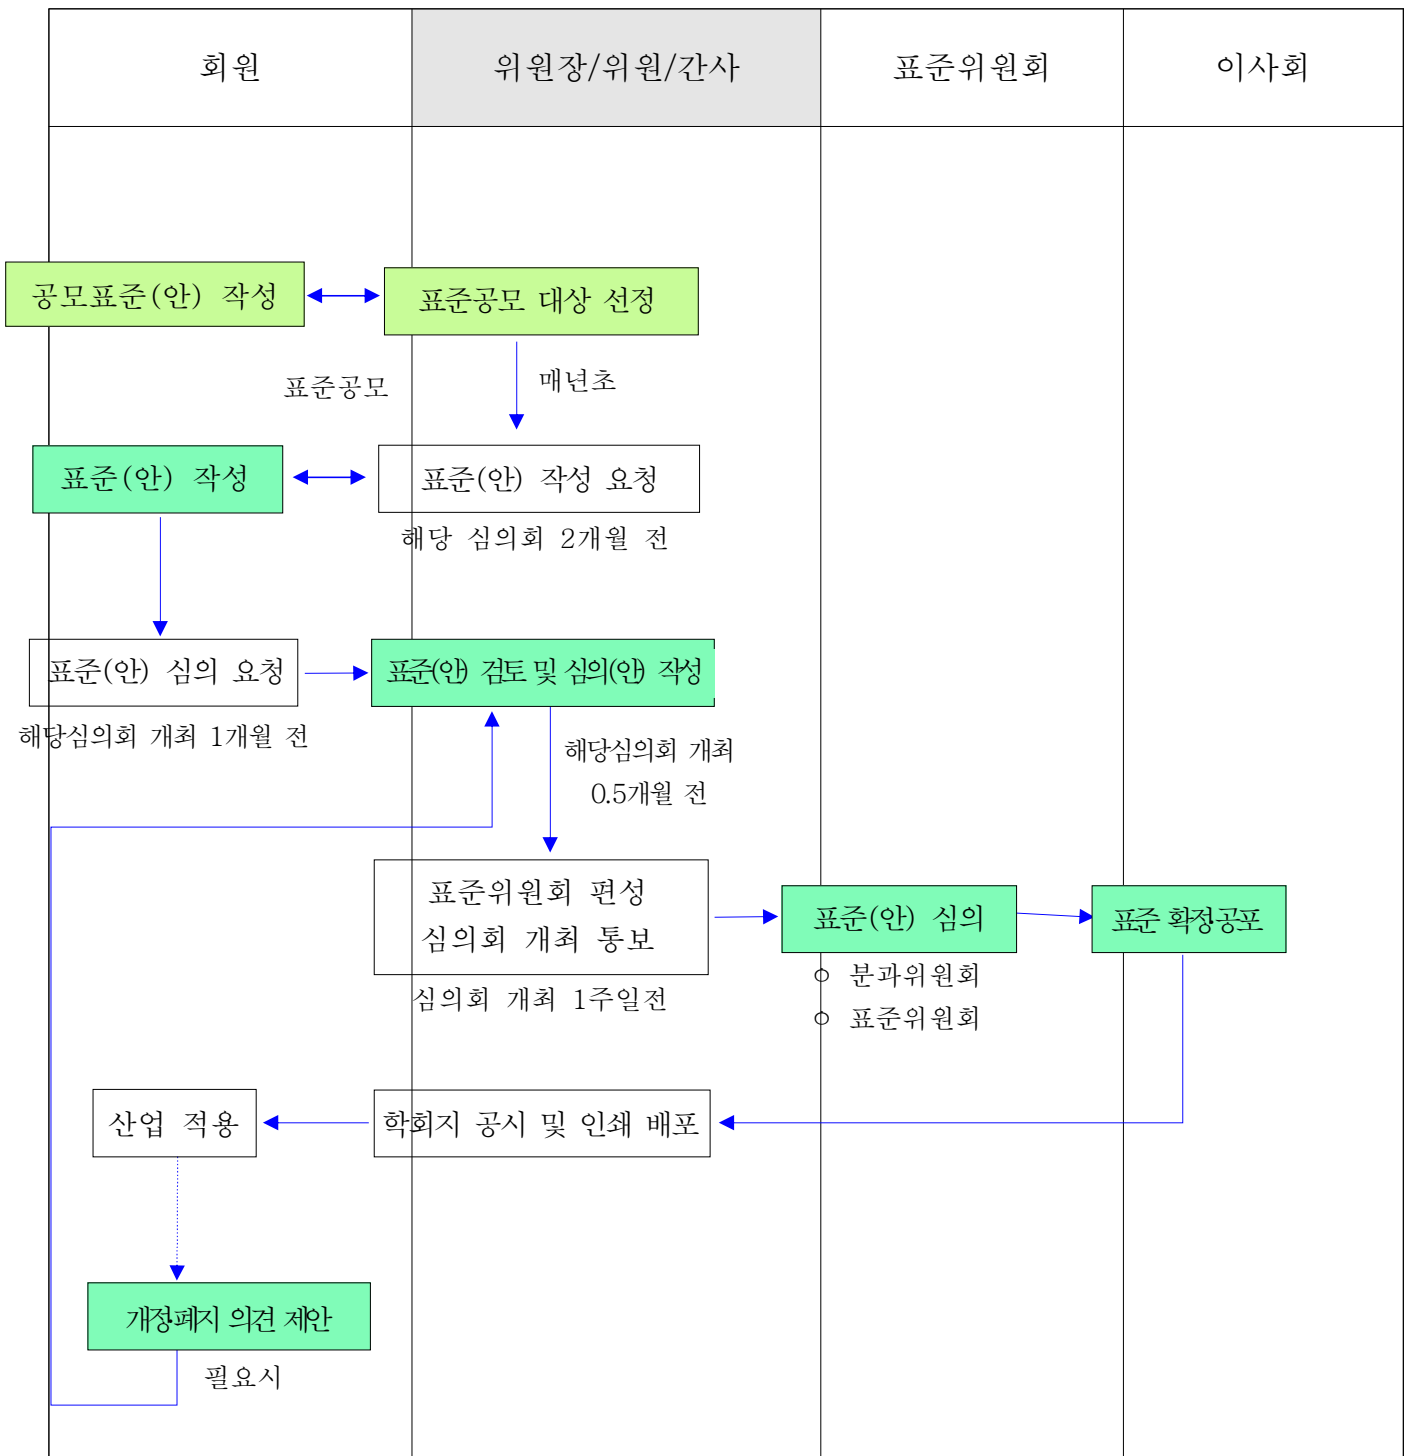 회원
위원장/위원/간사
표준위원회
이사회
공모표준(안) 작성
표준공모 대상 선정
표준공모
매년초
표준(안) 작성
표준(안) 작성 요청
해당 심의회 2개월 전
표준(안) 심의 요청
표준(안) 검토 및 심의(안) 작성
해당심의회 개최 1개월 전
해당심의회 개최
0.5개월 전
표준위원회 편성
심의회 개최 통보
표준(안) 심의
표준 확정·공포
심의회 개최 1주일전
ㅇ 분과위원회
ㅇ 표준위원회
산업 적용
학회지 공시 및 인쇄 배포
개정·폐지 의견 제안
필요시